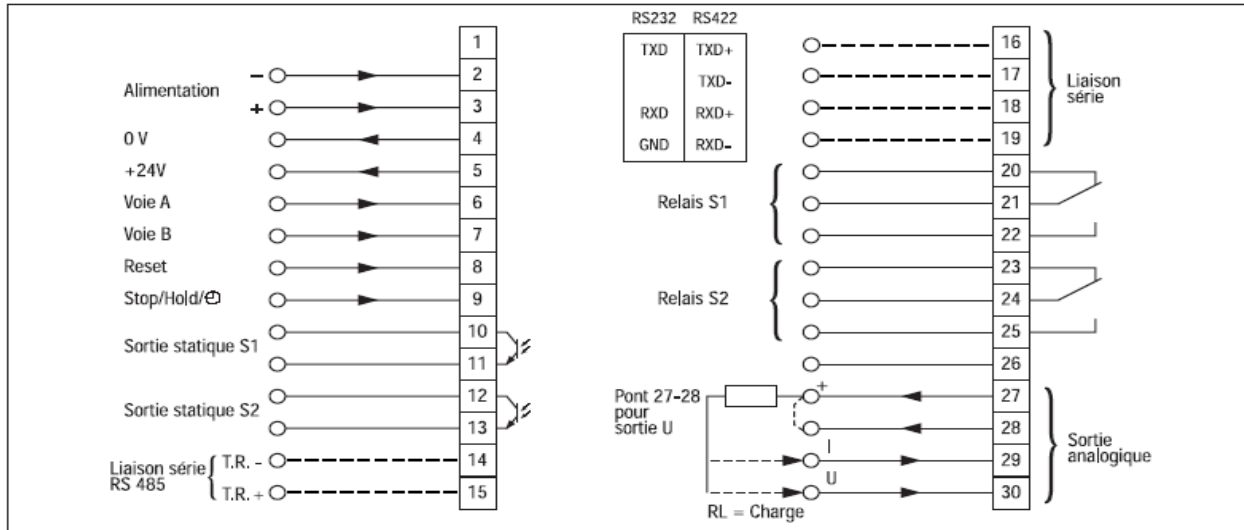 Alimentation
-
+
0 V
+24V
Voie A
Voie B
Reset
Stop/Hold/
Sortie statique S1
Sortie statique S2
Liaison série
RS 485
T.R. -
T.R. +
1
2
3
4
5
6
7
8
9
10
11
12
13
14
15
RS232 RS422
TXD TXD+
TXD-
RXD RXD+
GND RXD-
Relais S1
Relais S2
Pont 27-28
pour
sortie U
+
I
U
RL = Charge
16
17
18
19
20
21
22
23
24
25
26
27
28
29
30
Liaison
série
Sortie
analogique